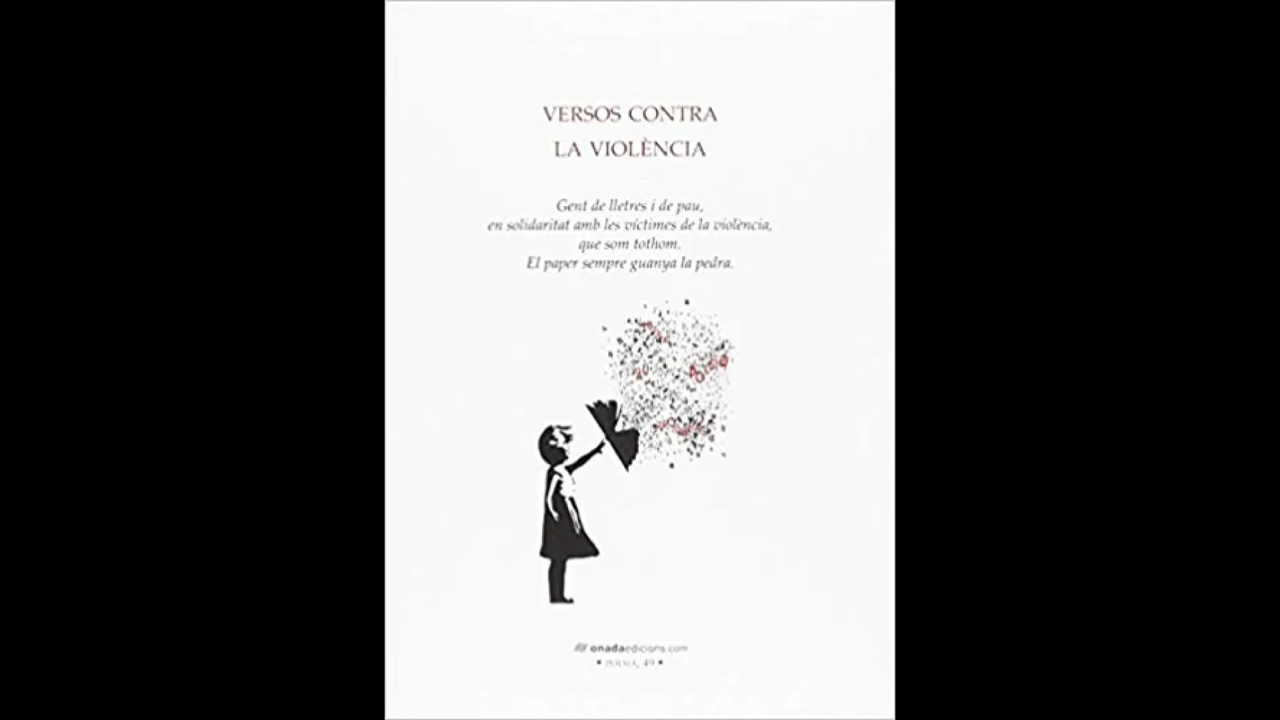 VERSOS CONTRA
LA VIOLÈNCIA
Gent de lletres i de pau,
en solidaritat amb les víctimes de la violència,
que som tothom.
El paper sempre guanya la pedra.
onadaedicions.com
• POESIA, 49 •